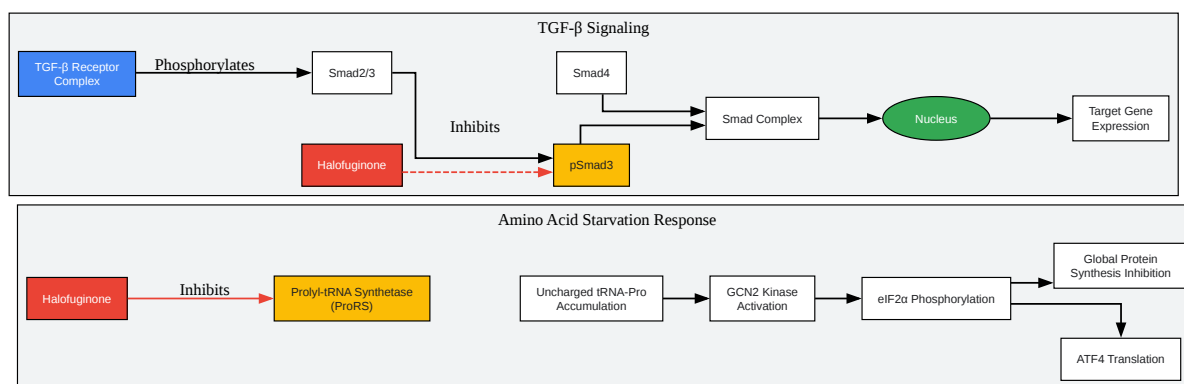 TGF-β Signaling
TGF-β Receptor
Complex
Phosphorylates
Smad2/3
Smad4
Inhibits
Halofuginone
pSmad3
Smad Complex
Nucleus
Target Gene
Expression
Amino Acid Starvation Response
Halofuginone
Inhibits
Prolyl-tRNA Synthetase
(ProRS)
Uncharged tRNA-Pro
Accumulation
GCN2 Kinase
Activation
eIF2α Phosphorylation
Global Protein
Synthesis Inhibition
ATF4 Translation